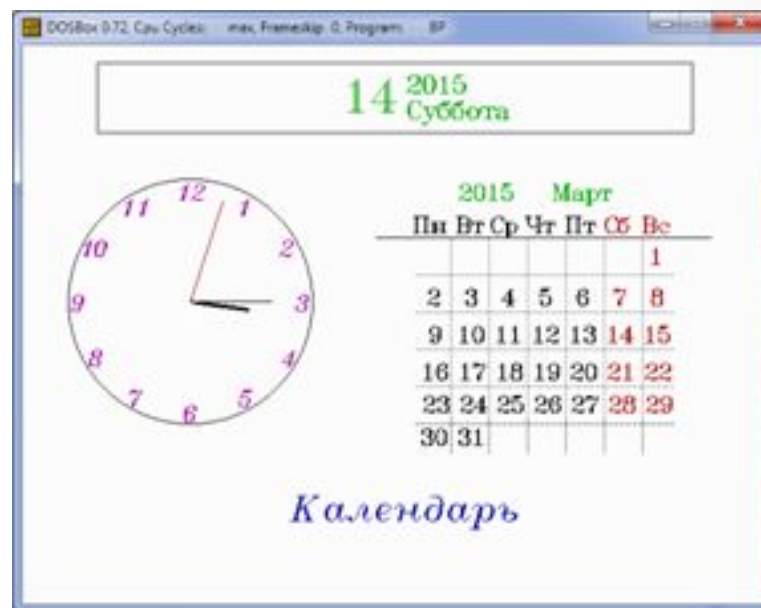 DOSBox 0.72, Cpu Cycles: max, Frameskip 0, Program: BP
14 2015
Суббота
12
11 1
10 2
9 3
8 4
7 5
6
2015 Март
Пн Вт Ср Чт Пт Сб Вс
1
2 3 4 5 6 7 8
9 10 11 12 13 14 15
16 17 18 19 20 21 22
23 24 25 26 27 28 29
30 31
Календарь